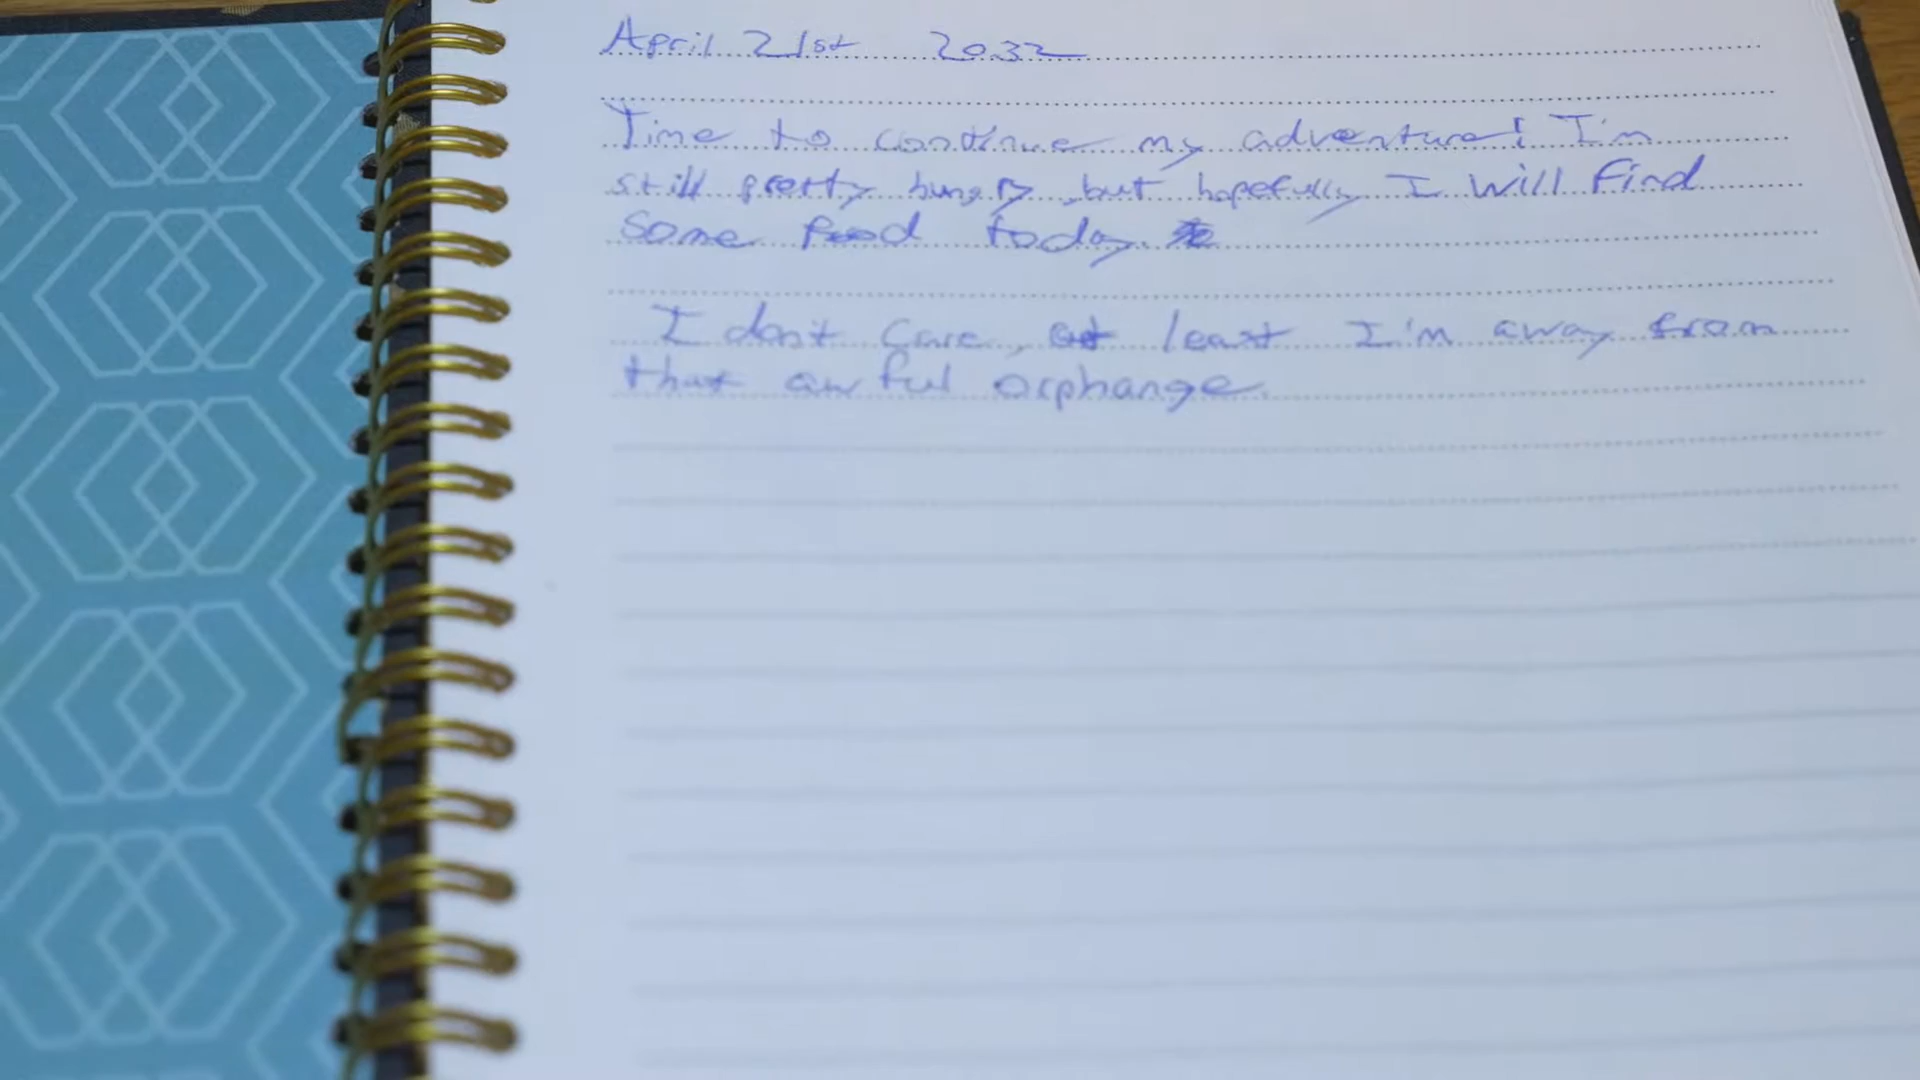 April 21st 2032
Time to continue my adventure! I'm
still pretty hungry, but hopefully I will find
some food today.
I don't care, at least I'm away from
that awful orphange.